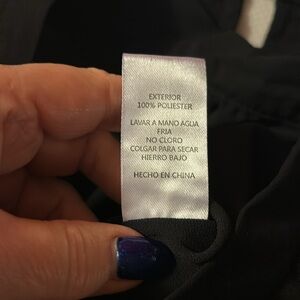 EXTERIOR
100% POLIESTER
LAVAR A MANO AGUA
FRIA
NO CLORO
COLGAR PARA SECAR
HIERRO BAJO
HECHO EN CHINA